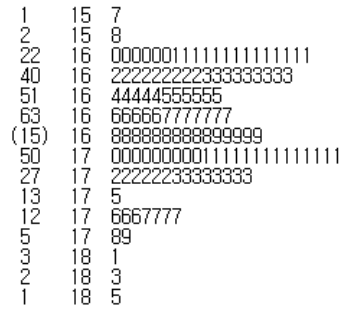 1 15 7
2 15 8
22 16 00000011111111111111
40 16 222222222333333333
51 16 44444555555
63 16 666667777777
(15) 16 888888888899999
50 17 00000000011111111111111
27 17 22222233333333
13 17 5
12 17 6667777
5 17 89
3 18 1
2 18 3
1 18 5